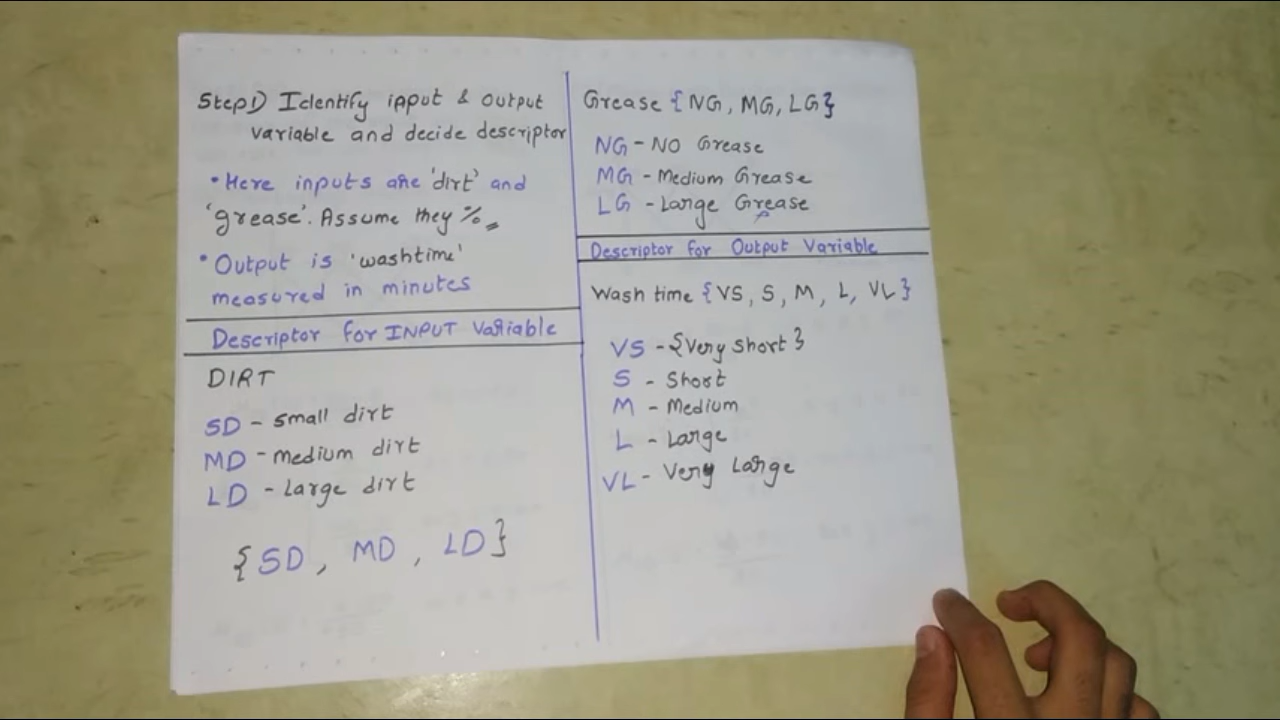 Step1) Identify input & output
variable and decide descriptor
• Here inputs are 'dirt' and
'grease'. Assume they %
• Output is 'washtime'
measured in minutes
Descriptor for INPUT Variable
DIRT
SD - small dirt
MD - medium dirt
LD - large dirt
{SD, MD, LD}
Grease {NG, MG, LG}
NG - NO Grease
MG - Medium Grease
LG - Large Grease
Descriptor for Output Variable
Wash time {VS, S, M, L, VL}
VS - {Very Short}
S - Short
M - Medium
L - Large
VL - Very Large